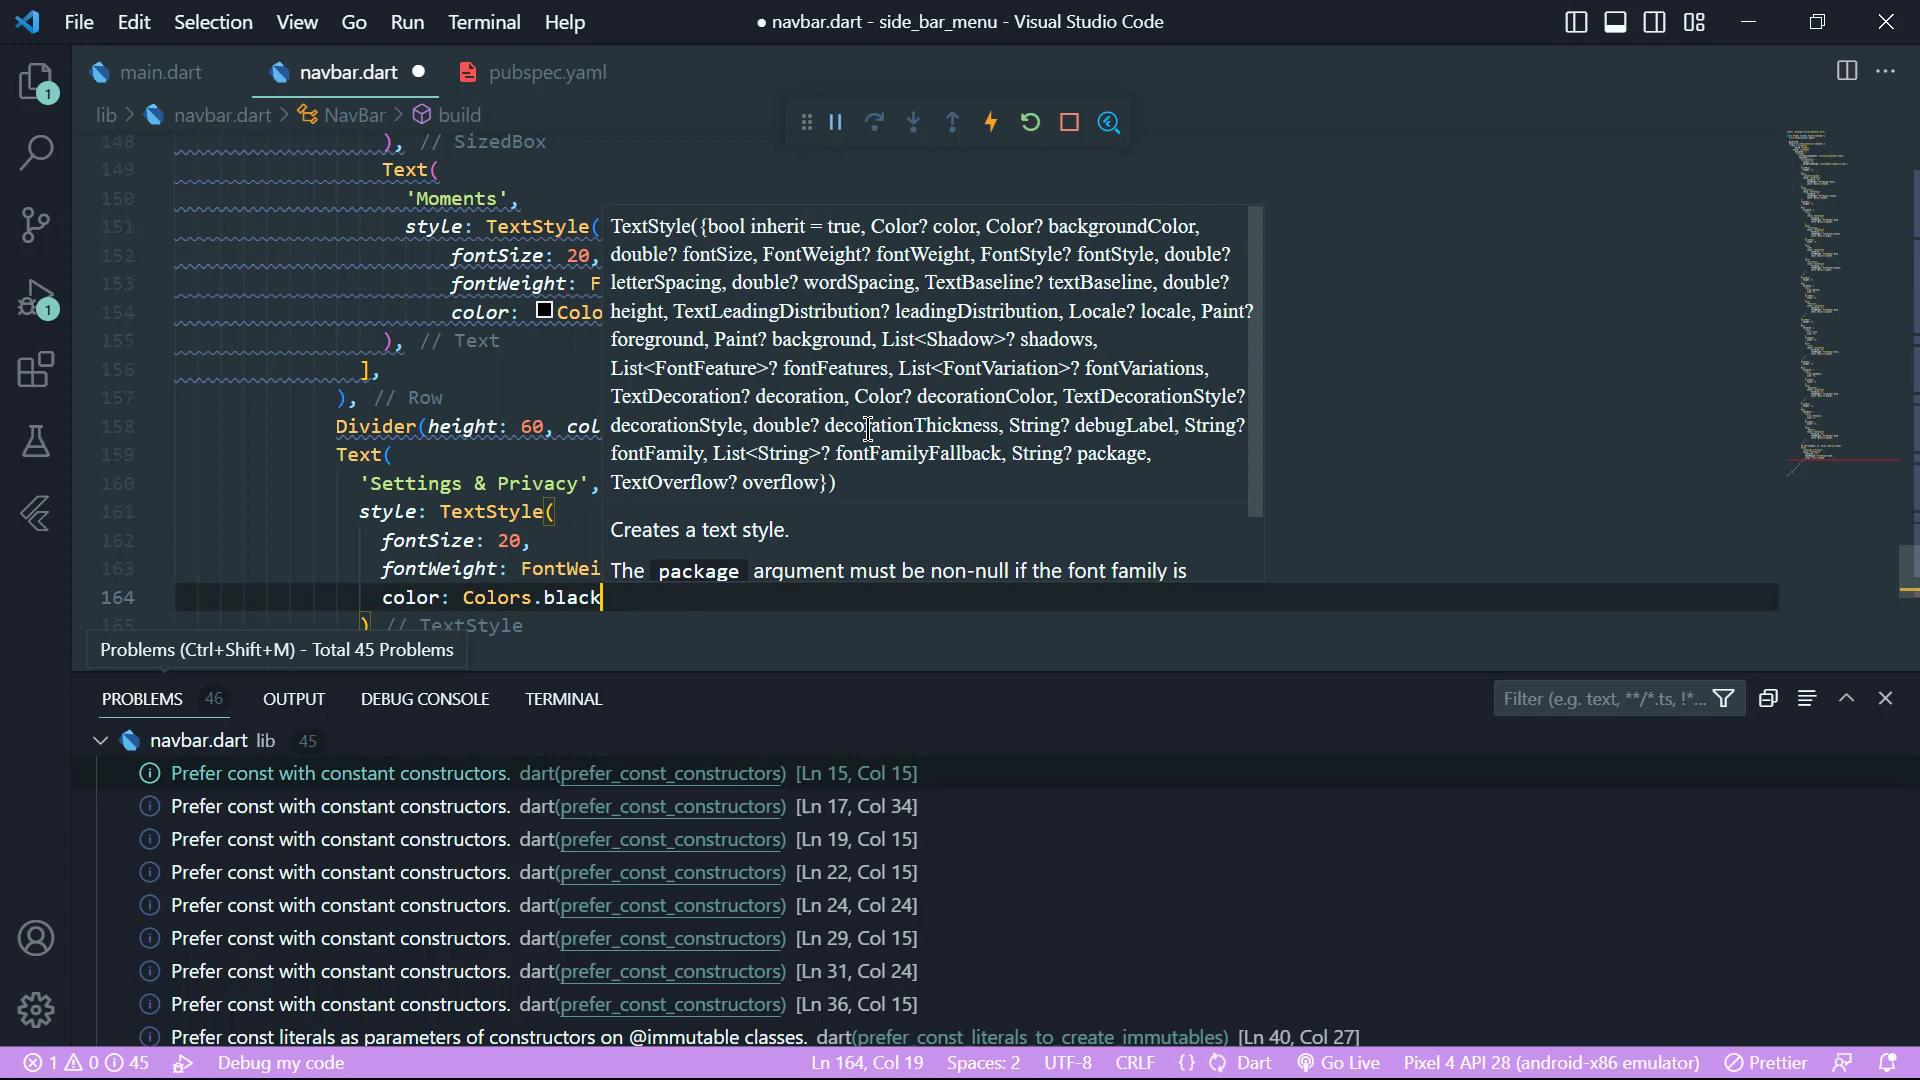 File Edit Selection View Go Run Terminal Help
● navbar.dart - side_bar_menu - Visual Studio Code
main.dart
navbar.dart
pubspec.yaml
lib > navbar.dart > NavBar > build
148 ), // SizedBox
149 Text(
150 'Moments',
151 style: TextStyle(
152 fontSize: 20,
153 fontWeight: F
154 color: Colo
155 ), // Text
156 ],
157 ), // Row
158 Divider(height: 60, col
159 Text(
160 'Settings & Privacy',
161 style: TextStyle(
162 fontSize: 20,
163 fontWeight: FontWei
164 color: Colors.black
165 ) // TextStyle
TextStyle({bool inherit = true, Color? color, Color? backgroundColor,
double? fontSize, FontWeight? fontWeight, FontStyle? fontStyle, double?
letterSpacing, double? wordSpacing, TextBaseline? textBaseline, double?
height, TextLeadingDistribution? leadingDistribution, Locale? locale, Paint?
foreground, Paint? background, List<Shadow>? shadows,
List<FontFeature>? fontFeatures, List<FontVariation>? fontVariations,
TextDecoration? decoration, Color? decorationColor, TextDecorationStyle?
decorationStyle, double? decorationThickness, String? debugLabel, String?
fontFamily, List<String>? fontFamilyFallback, String? package,
TextOverflow? overflow})
Creates a text style.
The package argument must be non-null if the font family is
Problems (Ctrl+Shift+M) - Total 45 Problems
PROBLEMS 46 OUTPUT DEBUG CONSOLE TERMINAL
Filter (e.g. text, **/*.ts, !*...
navbar.dart lib 45
Prefer const with constant constructors. dart(prefer_const_constructors) [Ln 15, Col 15]
Prefer const with constant constructors. dart(prefer_const_constructors) [Ln 17, Col 34]
Prefer const with constant constructors. dart(prefer_const_constructors) [Ln 19, Col 15]
Prefer const with constant constructors. dart(prefer_const_constructors) [Ln 22, Col 15]
Prefer const with constant constructors. dart(prefer_const_constructors) [Ln 24, Col 24]
Prefer const with constant constructors. dart(prefer_const_constructors) [Ln 29, Col 15]
Prefer const with constant constructors. dart(prefer_const_constructors) [Ln 31, Col 24]
Prefer const with constant constructors. dart(prefer_const_constructors) [Ln 36, Col 15]
Prefer const literals as parameters of constructors on @immutable classes. dart(prefer_const_literals_to_create_immutables) [Ln 40, Col 27]
1 0 45 Debug my code Ln 164, Col 19 Spaces: 2 UTF-8 CRLF {} Dart Go Live Pixel 4 API 28 (android-x86 emulator) Prettier
1
1